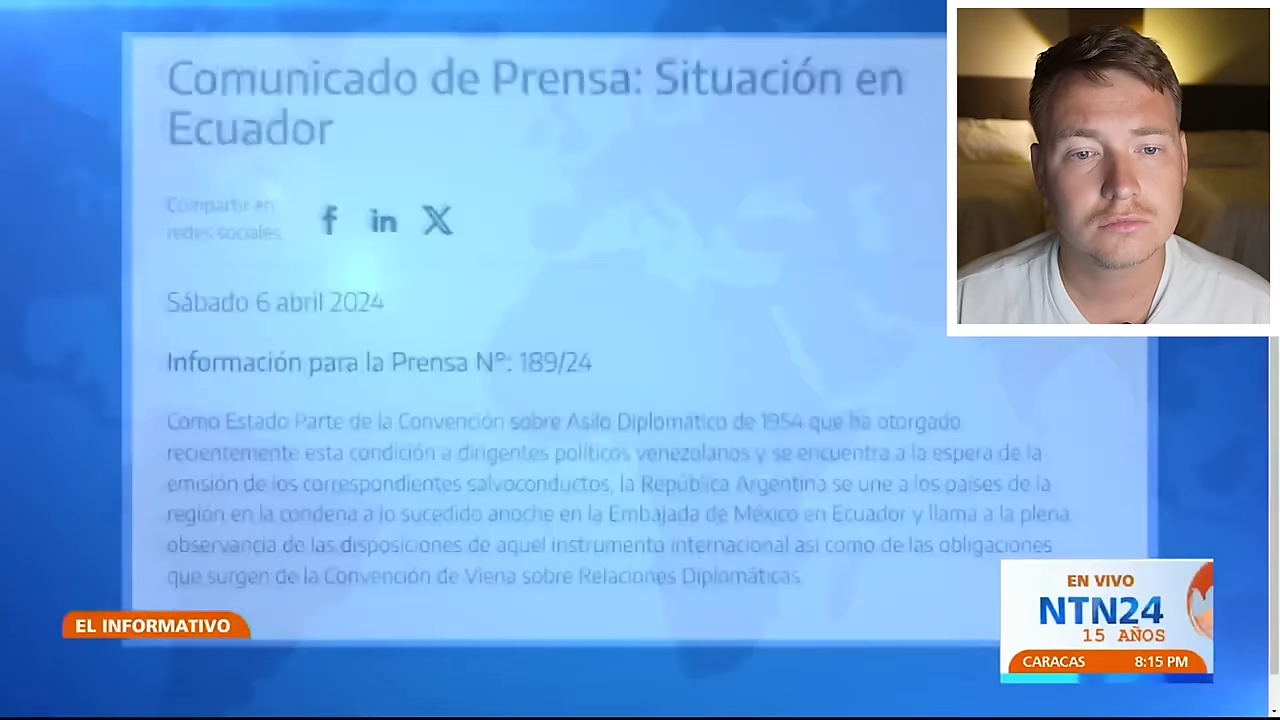 Comunicado de Prensa: Situación en
Ecuador
Compartir en
redes sociales
Sábado 6 abril 2024
Información para la Prensa N°: 189/24
Como Estado Parte de la Convención sobre Asilo Diplomático de 1954 que ha otorgado
recientemente esta condición a dirigentes políticos venezolanos y se encuentra a la espera de la
emisión de los correspondientes salvoconductos, la República Argentina se une a los países de la
región en la condena a lo sucedido anoche en la Embajada de México en Ecuador y llama a la plena
observancia de las disposiciones de aquel instrumento internacional así como de las obligaciones
que surgen de la Convención de Viena sobre Relaciones Diplomáticas.
EL INFORMATIVO
EN VIVO
NTN24
15 AÑOS
CARACAS 8:15 PM